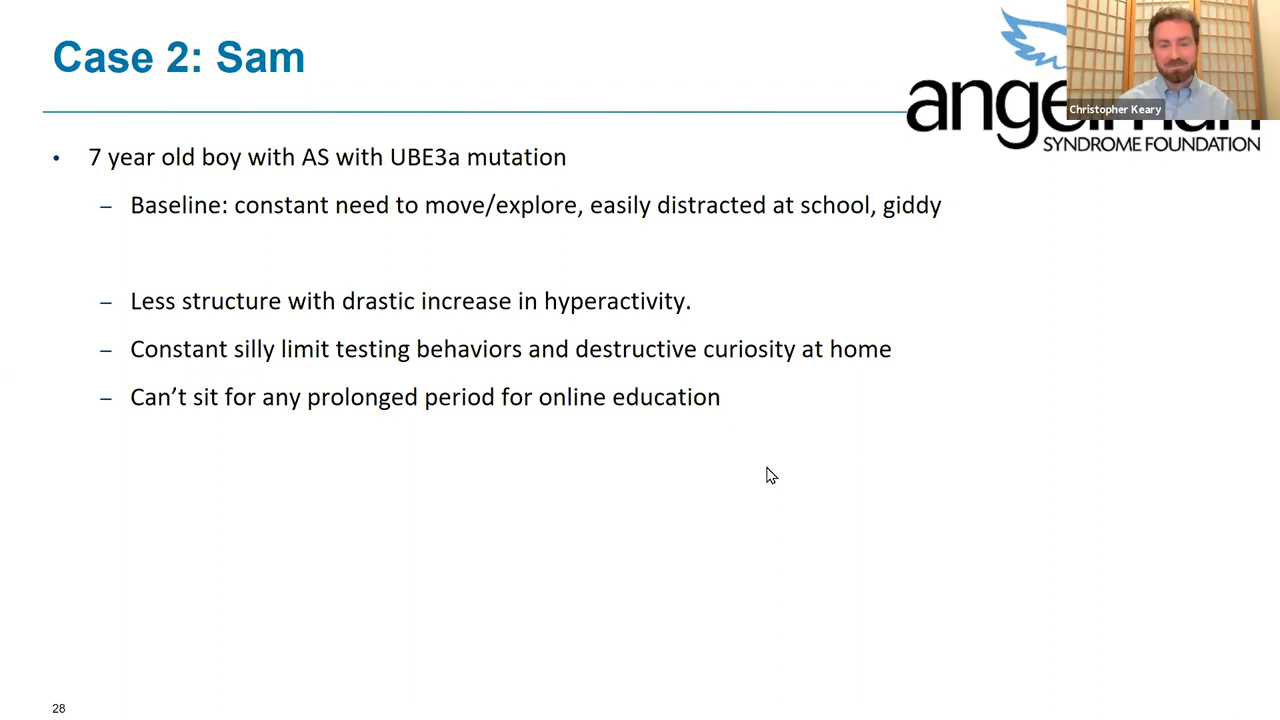 Case 2: Sam
Christopher Keary
SYNDROME FOUNDATION
• 7 year old boy with AS with UBE3a mutation
– Baseline: constant need to move/explore, easily distracted at school, giddy
– Less structure with drastic increase in hyperactivity.
– Constant silly limit testing behaviors and destructive curiosity at home
– Can’t sit for any prolonged period for online education
28